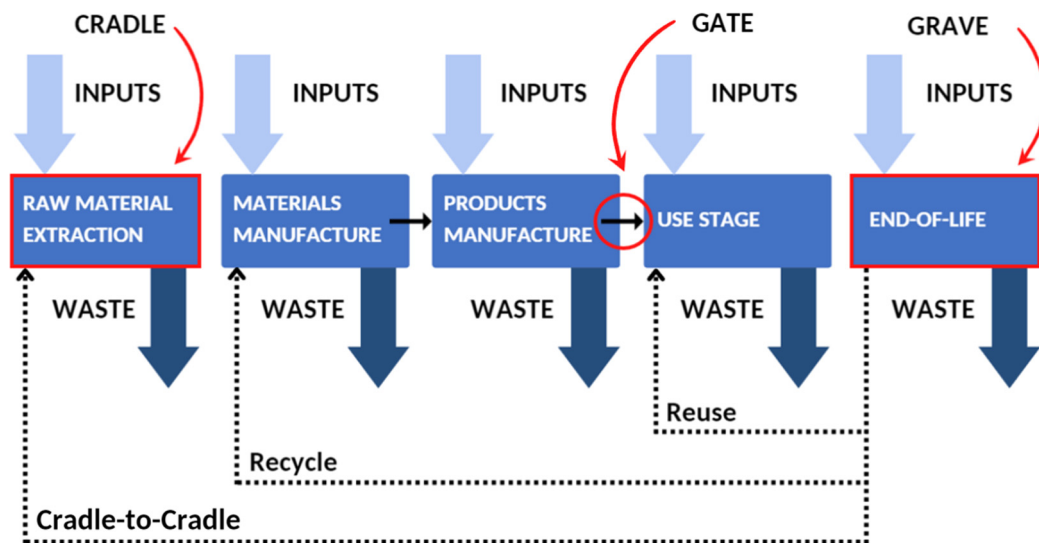 CRADLE
GATE
GRAVE
INPUTS
INPUTS
INPUTS
INPUTS
INPUTS
RAW MATERIAL
EXTRACTION
MATERIALS
MANUFACTURE
PRODUCTS
MANUFACTURE
USE STAGE
END-OF-LIFE
WASTE
WASTE
WASTE
WASTE
WASTE
Reuse
Recycle
Cradle-to-Cradle